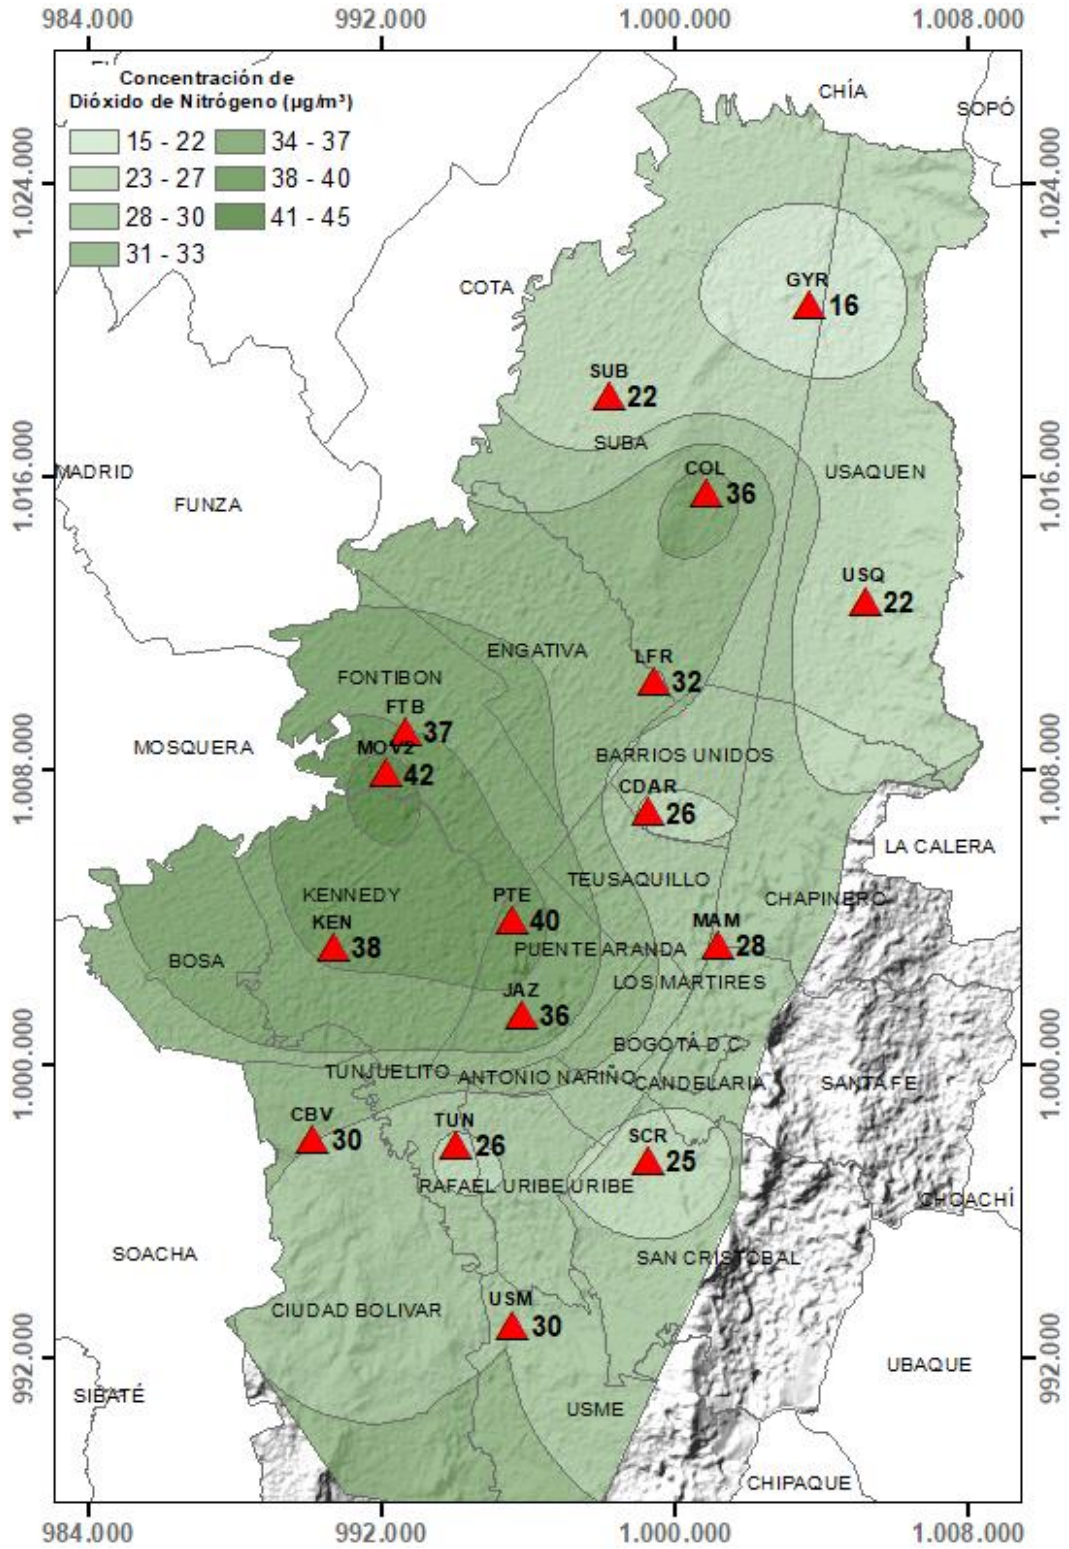 984.000 992.000 1.000.000 1.008.000
Concentración de
Dióxido de Nitrógeno (µg/m³)
15 - 22 34 - 37
23 - 27 38 - 40
28 - 30 41 - 45
31 - 33
CHÍA
SOPÓ
1.024.000 1.024.000
COTA
GYR
16
SUB
22
SUBA
1.016.000 1.016.000
MADRID
FUNZA
COL
36
USAQUEN
USQ
22
ENGATIVA
LFR
32
FONTIBON
FTB
37
MOSQUERA
MOV2
42
BARRIOS UNIDOS
1.008.000 1.008.000
CDAR
26
LA CALERA
TEUSAQUILLO
CHAPINERO
KENNEDY
KEN
38
PTE
40
MAM
28
PUENTE ARANDA
BOSA
LOS MARTIRES
JAZ
36
BOGOTÁ D.C.
1.000.000 1.000.000
TUNJUELITO
ANTONIO NARIÑO
CANDELARIA
SANTA FE
CBV
30
TUN
26
SCR
25
RAFAEL URIBE URIBE
CHOACHÍ
SOACHA
SAN CRISTOBAL
CIUDAD BOLIVAR
USM
30
992.000 992.000
UBAQUE
SIBATÉ
USME
CHIPAQUE
984.000 992.000 1.000.000 1.008.000